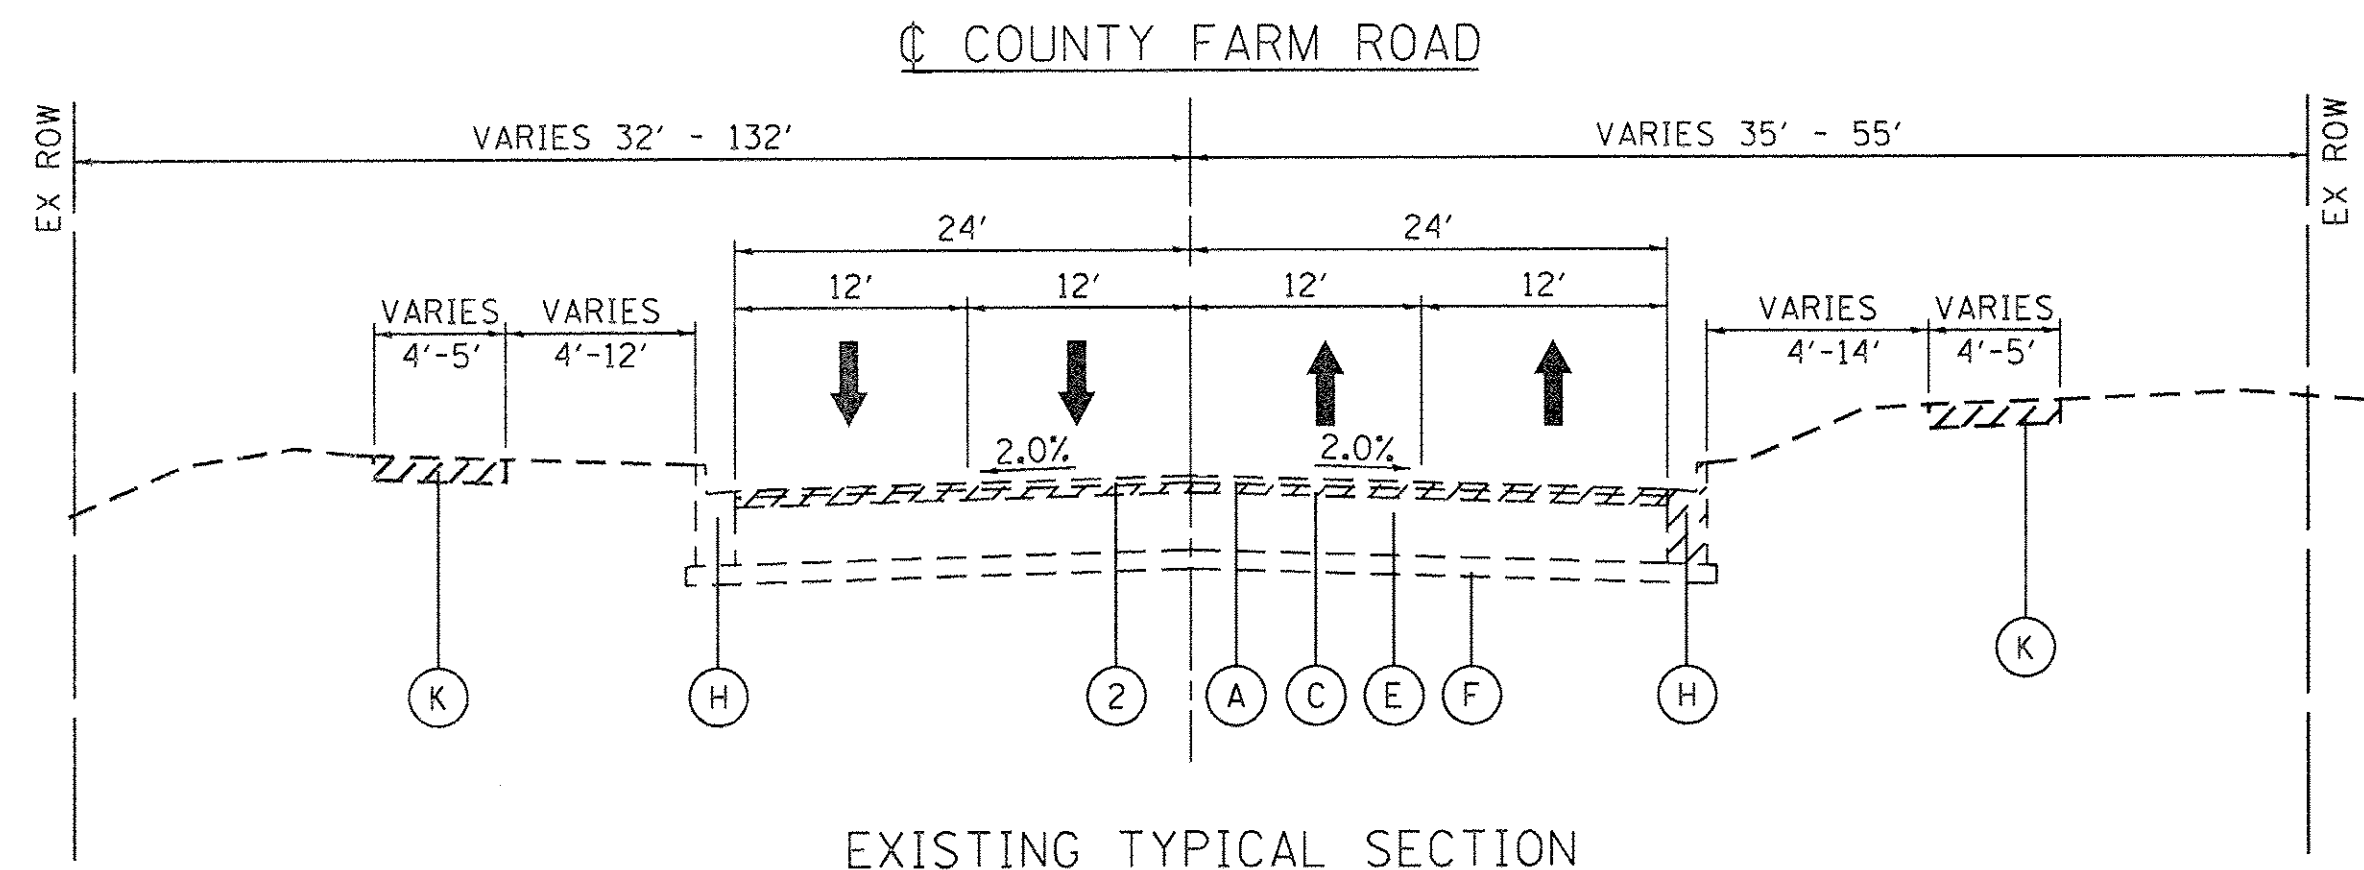 ℄ COUNTY FARM ROAD
EX ROW
VARIES 32' - 132'
VARIES 35' - 55'
EX ROW
24'
24'
12'
12'
12'
12'
VARIES
4'-5'
VARIES
4'-12'
VARIES
4'-14'
VARIES
4'-5'
2.0%
2.0%
K
H
2
A
C
E
F
H
K
EXISTING TYPICAL SECTION